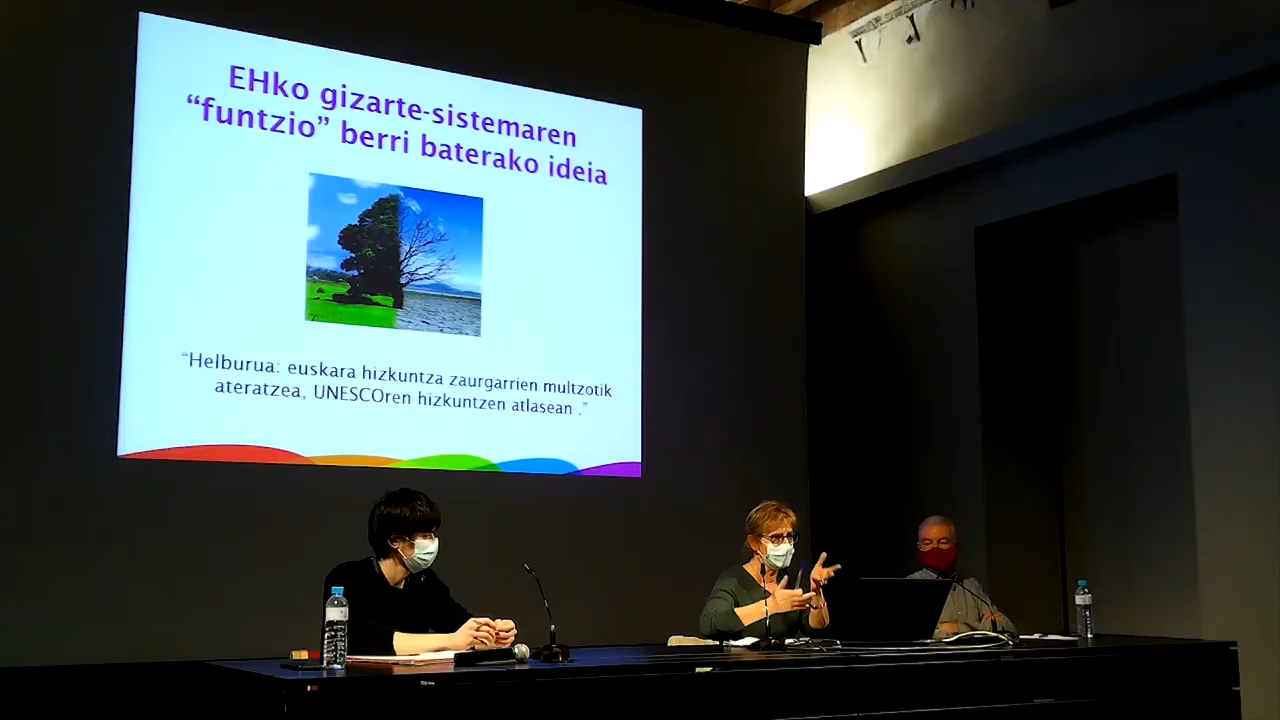 EHko gizarte-sistemaren
“funtzio” berri baterako ideia
“Helburua: euskara hizkuntza zaurgarrien multzotik
ateratzea, UNESCOren hizkuntzen atlasean .”